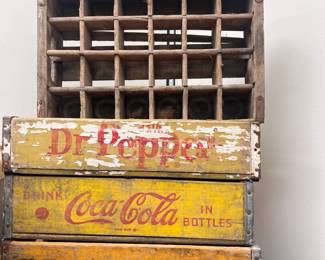 Dr Pepper
DRINK Coca-Cola IN
BOTTLES